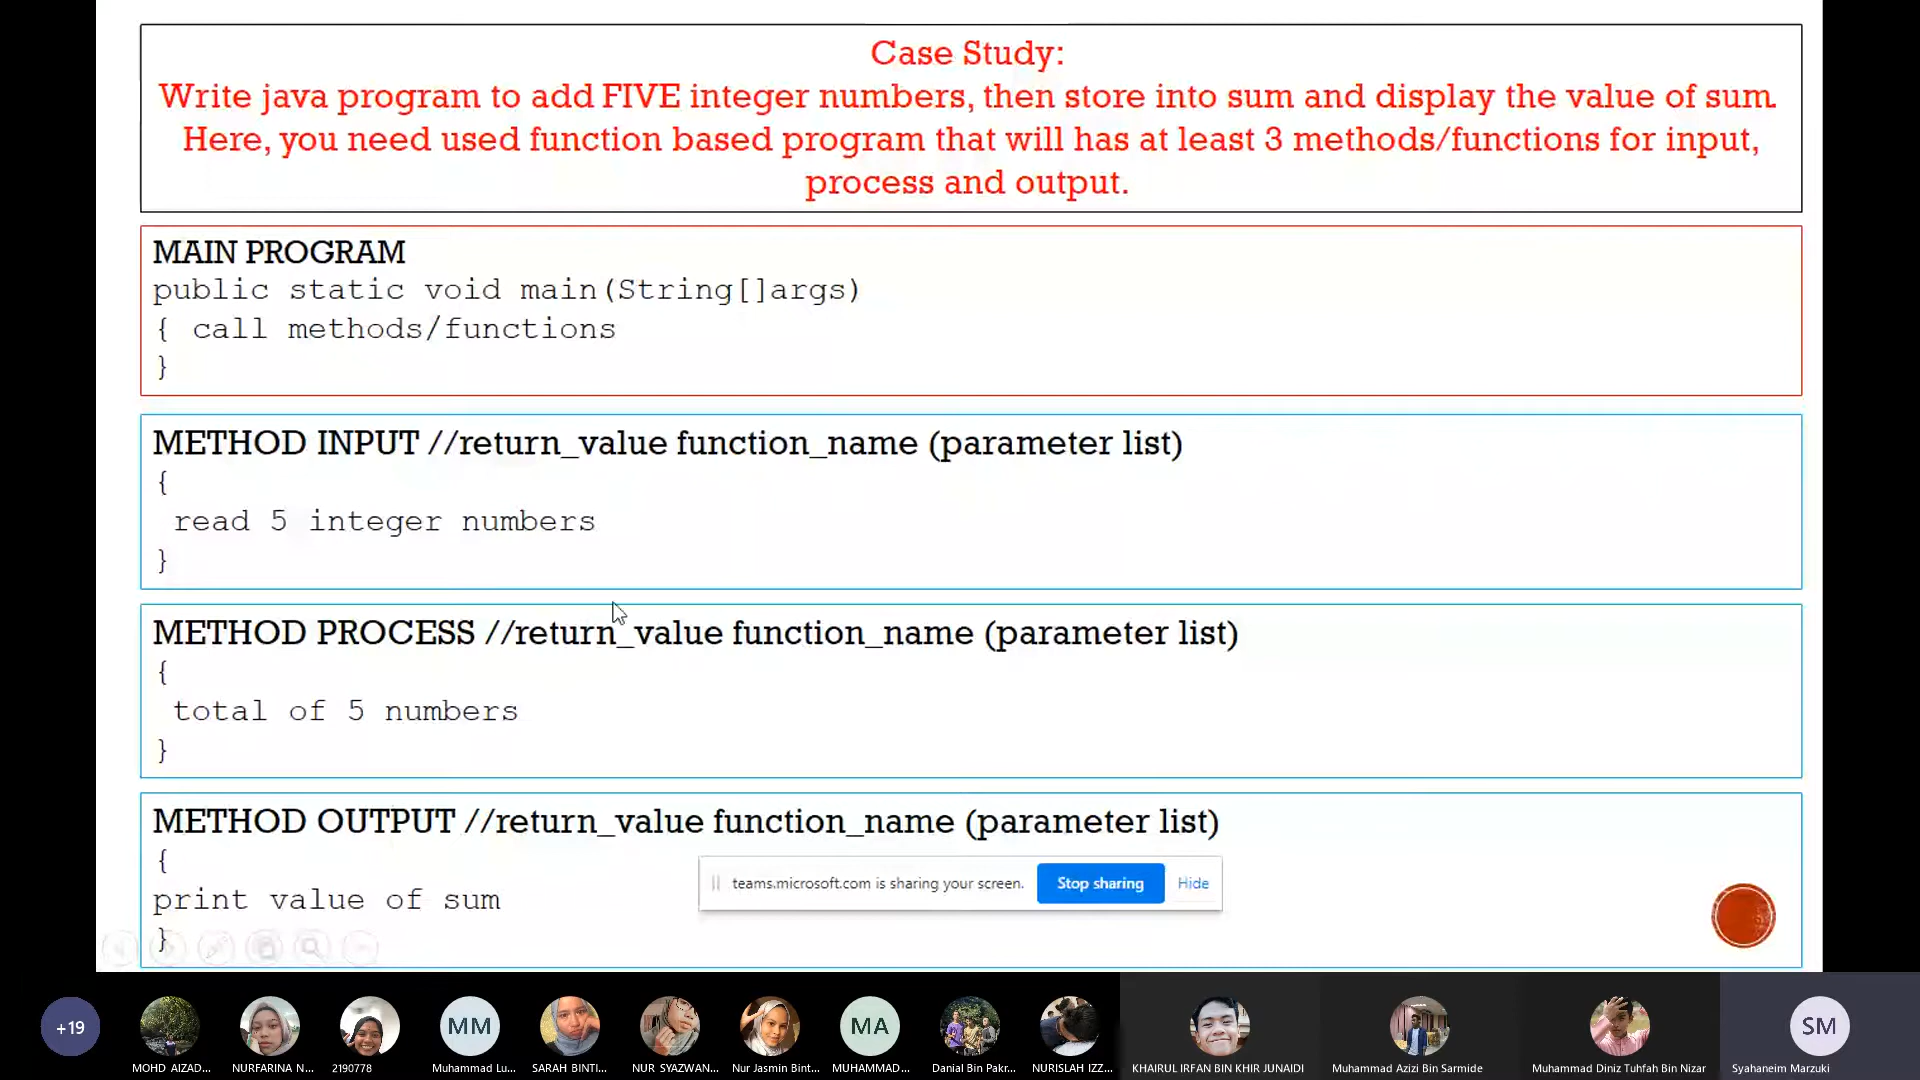 Case Study:
Write java program to add FIVE integer numbers, then store into sum and display the value of sum.
Here, you need used function based program that will has at least 3 methods/functions for input,
process and output.
MAIN PROGRAM
public static void main(String[]args)
{ call methods/functions
}
METHOD INPUT //return_value function_name (parameter list)
{
read 5 integer numbers
}
METHOD PROCESS //return_value function_name (parameter list)
{
total of 5 numbers
}
METHOD OUTPUT //return_value function_name (parameter list)
{
print value of sum
}
teams.microsoft.com is sharing your screen. Stop sharing Hide
+19 MM MA SM
MOHD AIZAD... NURFARINA N... 2190778 Muhammad Lu... SARAH BINTI... NUR SYAZWAN... Nur Jasmin Bint... MUHAMMAD... Danial Bin Pakr... NURISLAH IZZ... KHAIRUL IRFAN BIN KHIR JUNAIDI Muhammad Azizi Bin Sarmide Muhammad Diniz Tuhfah Bin Nizar Syahaneim Marzuki